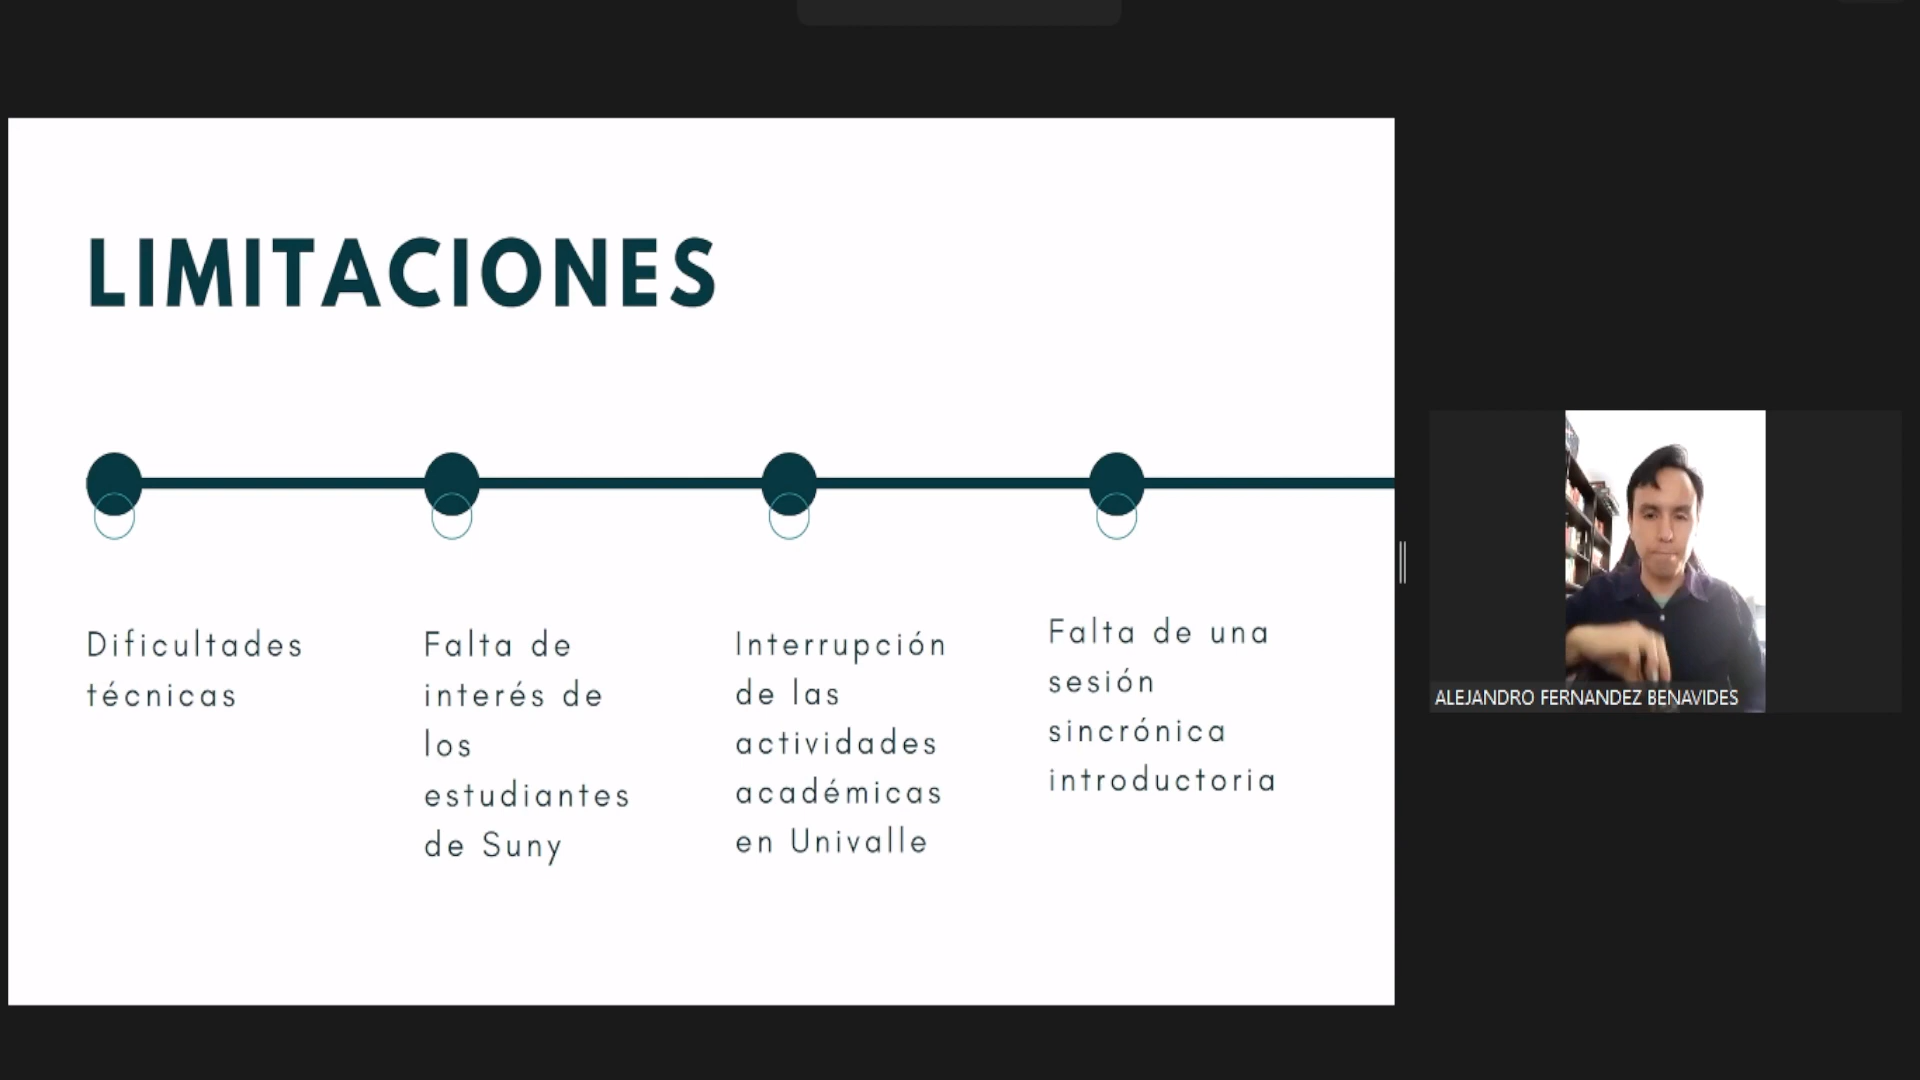 LIMITACIONES
Dificultades
técnicas
Falta de
interés de
los
estudiantes
de Suny
Interrupción
de las
actividades
académicas
en Univalle
Falta de una
sesión
sincrónica
introductoria
ALEJANDRO FERNANDEZ BENAVIDES